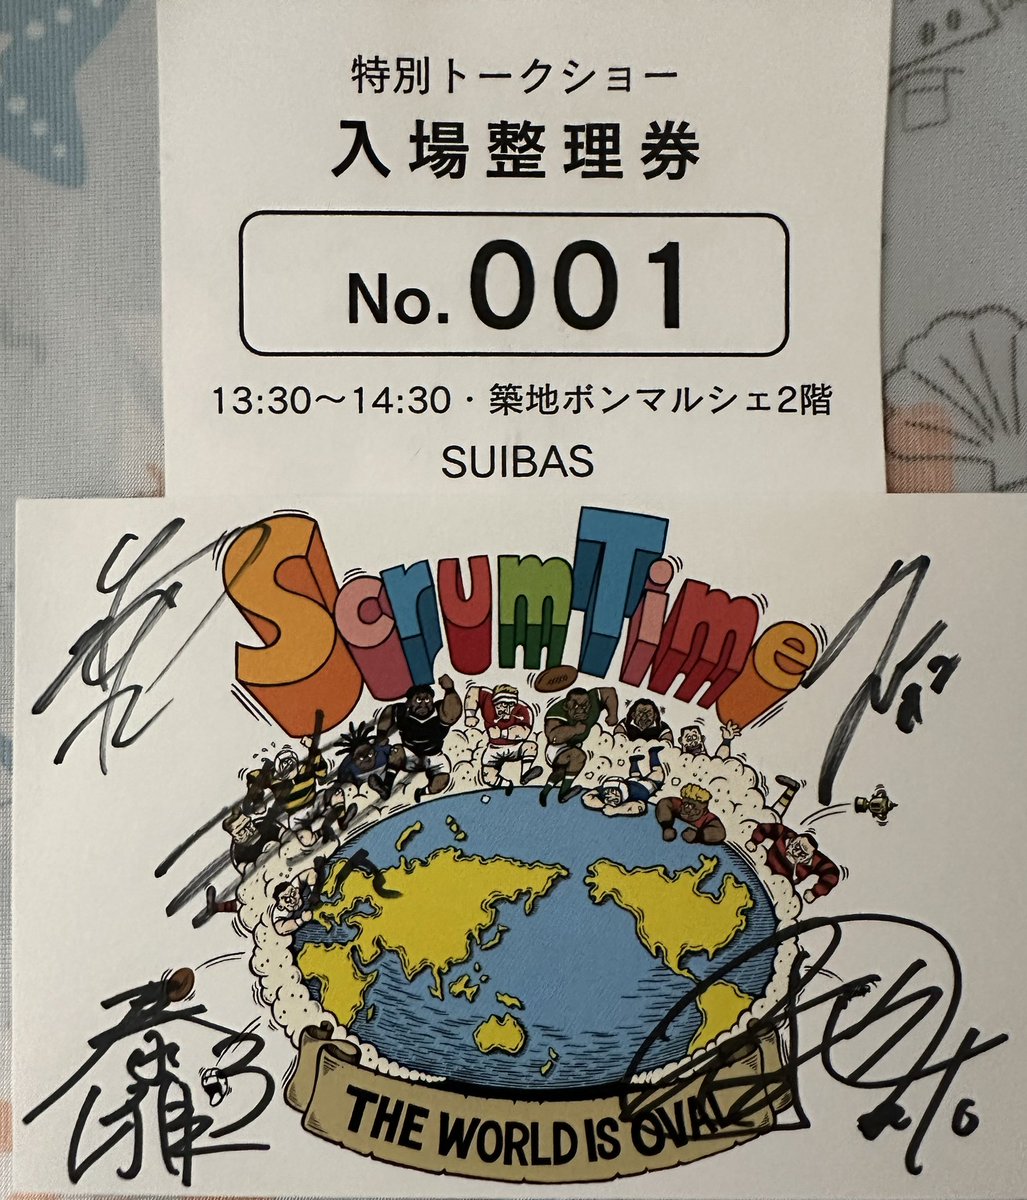 特別トークショー
入場整理券
No. 001
13:30〜14:30・築地ボンマルシェ2階
SUIBAS
ScrumTime
THE WORLD IS OVAL